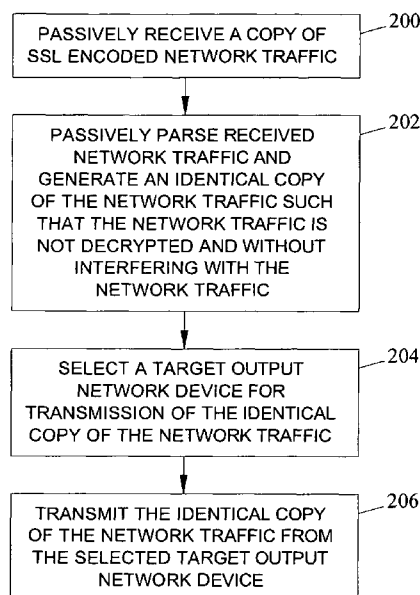 200
PASSIVELY RECEIVE A COPY OF
SSL ENCODED NETWORK TRAFFIC
202
PASSIVELY PARSE RECEIVED
NETWORK TRAFFIC AND
GENERATE AN IDENTICAL COPY
OF THE NETWORK TRAFFIC SUCH
THAT THE NETWORK TRAFFIC IS
NOT DECRYPTED AND WITHOUT
INTERFERING WITH THE
NETWORK TRAFFIC
204
SELECT A TARGET OUTPUT
NETWORK DEVICE FOR
TRANSMISSION OF THE IDENTICAL
COPY OF THE NETWORK TRAFFIC
206
TRANSMIT THE IDENTICAL COPY
OF THE NETWORK TRAFFIC FROM
THE SELECTED TARGET OUTPUT
NETWORK DEVICE